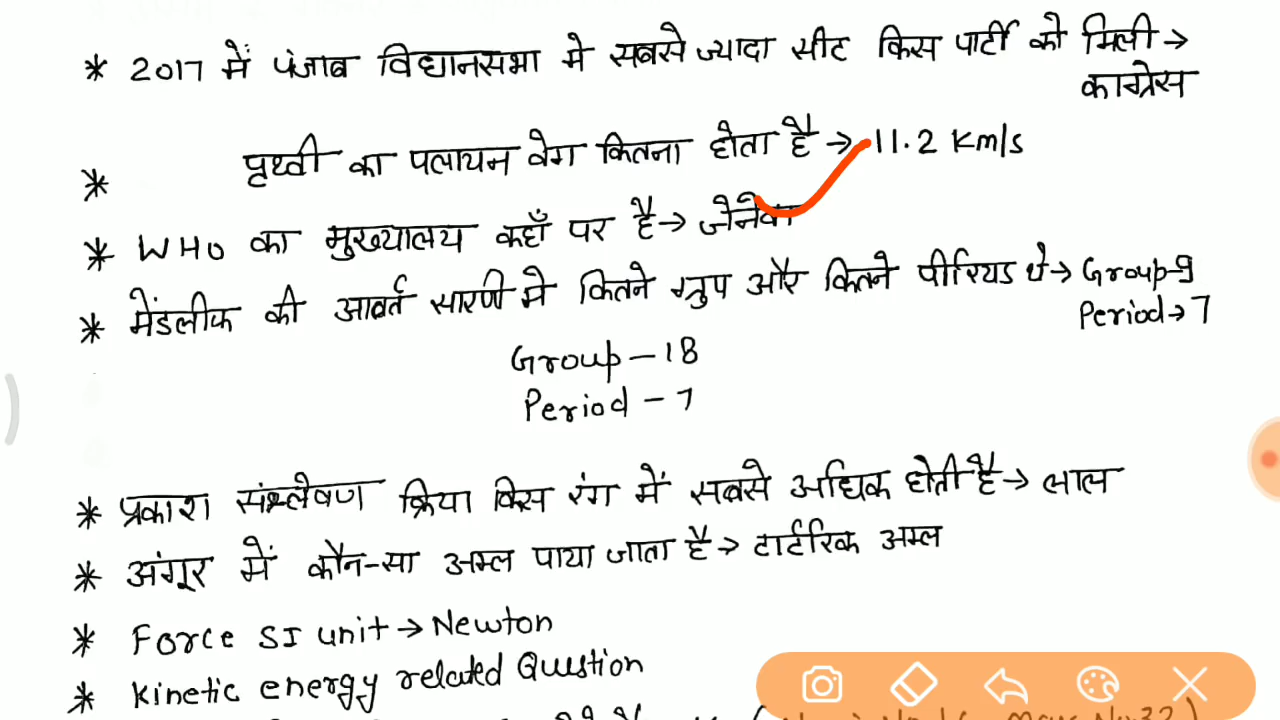 * 2017 में पंजाब विधानसभा मे सबसे ज्यादा सीट किस पार्टी को मिली →
काग्रेस
* पृथ्वी का पलायन वेग कितना होता है → 11.2 Km/s
* WHO का मुख्यालय कहाँ पर है → जेनेवा
* मेंडलीफ की आवर्त सारणी मे कितने ग्रुप और कितने पीरियड थे → Group-9
Period → 7
Group - 18
Period - 7
* प्रकाश संश्लेषण क्रिया किस रंग में सबसे अधिक होती है → लाल
* अंगूर में कौन-सा अम्ल पाया जाता है → टार्टरिक अम्ल
* Force SI unit → Newton
* Kinetic energy related Question